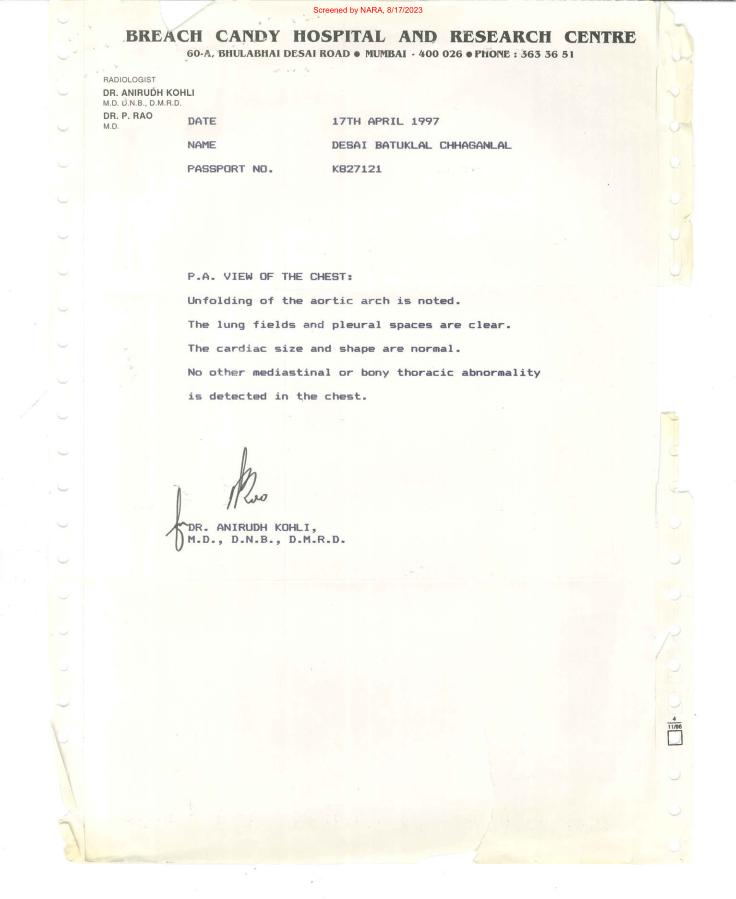 Screened by NARA, 8/17/2023
BREACH CANDY HOSPITAL AND RESEARCH CENTRE
60-A, BHULABHAI DESAI ROAD ● MUMBAI - 400 026 ● PHONE : 363 36 51
RADIOLOGIST
DR. ANIRUDH KOHLI
M.D. D.N.B., D.M.R.D.
DR. P. RAO
M.D.
DATE 17TH APRIL 1997
NAME DESAI BATUKLAL CHHAGANLAL
PASSPORT NO. K827121
P.A. VIEW OF THE CHEST:
Unfolding of the aortic arch is noted.
The lung fields and pleural spaces are clear.
The cardiac size and shape are normal.
No other mediastinal or bony thoracic abnormality
is detected in the chest.
PRao
for DR. ANIRUDH KOHLI,
M.D., D.N.B., D.M.R.D.
4
11/96